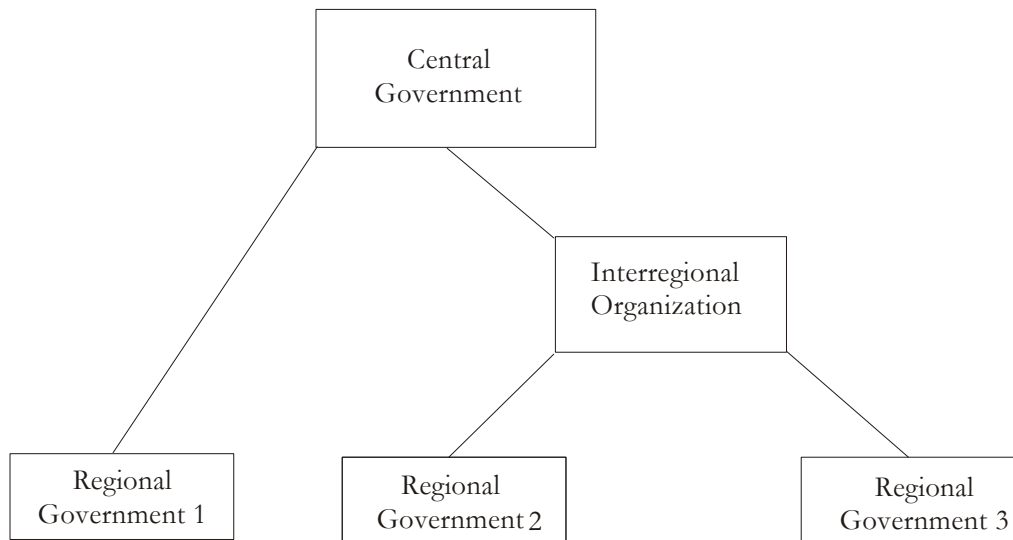 Central
Government
Interregional
Organization
Regional
Government 1
Regional
Government 2
Regional
Government 3